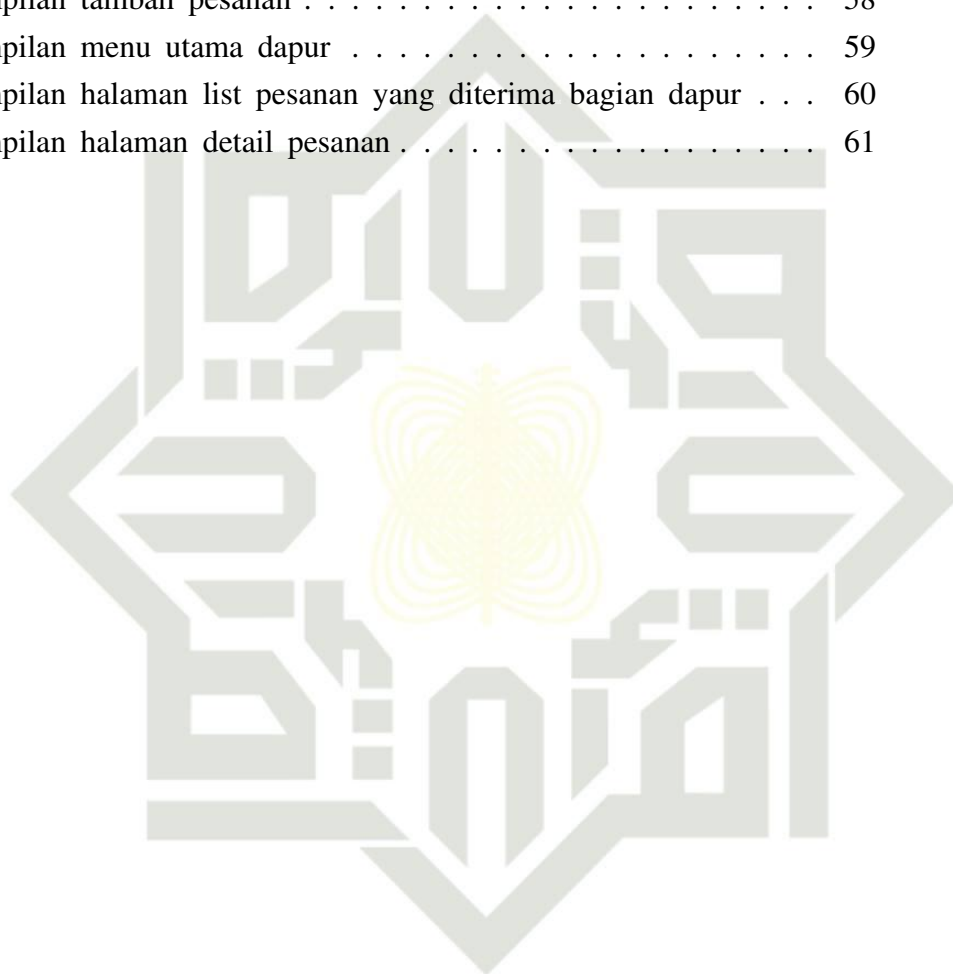 pilan tambah pesanan . . . . . . . . . . . . . . . . . . . . . . 58
pilan menu utama dapur . . . . . . . . . . . . . . . . . . . . 59
pilan halaman list pesanan yang diterima bagian dapur . . . 60
pilan halaman detail pesanan . . . . . . . . . . . . . . . . . . 61